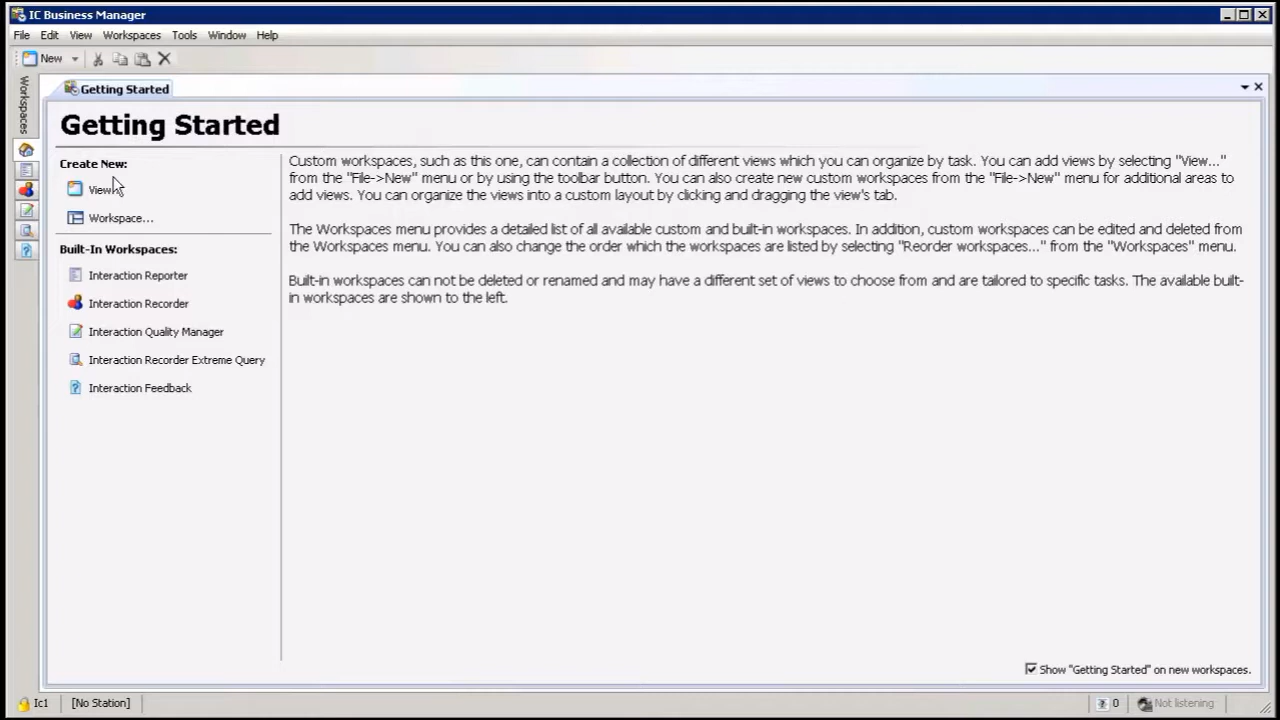 IC Business Manager
File Edit View Workspaces Tools Window Help
New
Workspaces
Getting Started
Getting Started
Create New:
View...
Workspace...
Built-In Workspaces:
Interaction Reporter
Interaction Recorder
Interaction Quality Manager
Interaction Recorder Extreme Query
Interaction Feedback
Custom workspaces, such as this one, can contain a collection of different views which you can organize by task. You can add views by selecting "View..."
from the "File->New" menu or by using the toolbar button. You can also create new custom workspaces from the "File->New" menu for additional areas to
add views. You can organize the views into a custom layout by clicking and dragging the view's tab.
The Workspaces menu provides a detailed list of all available custom and built-in workspaces. In addition, custom workspaces can be edited and deleted from
the Workspaces menu. You can also change the order which the workspaces are listed by selecting "Reorder workspaces..." from the "Workspaces" menu.
Built-in workspaces can not be deleted or renamed and may have a different set of views to choose from and are tailored to specific tasks. The available built-
in workspaces are shown to the left.
Show "Getting Started" on new workspaces.
Ic1 [No Station] 0 Not listening